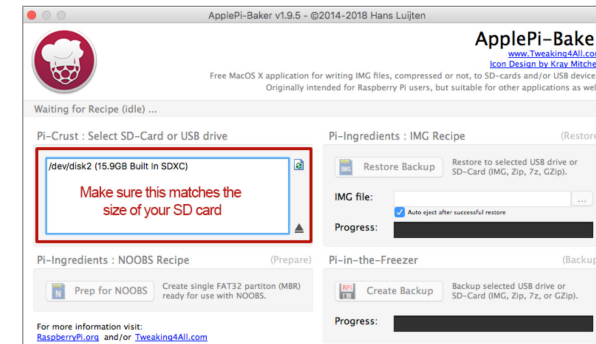 ApplePi-Baker v1.9.5 - ©2014-2018 Hans Luijten
ApplePi-Bake
www.Tweaking4All.co
Icon Design by Kray Mitche
Free MacOS X application for writing IMG files, compressed or not, to SD-cards and/or USB device
Originally intended for Raspberry Pi users, but suitable for other applications as wel
Waiting for Recipe (idle) ...
Pi-Crust : Select SD-Card or USB drive
/dev/disk2 (15.9GB Built In SDXC)
Make sure this matches the
size of your SD card
Pi-Ingredients : IMG Recipe (Restore
Restore Backup
Restore to selected USB drive or
SD-Card (IMG, Zip, 7z, GZip).
IMG file:
...
Auto eject after successful restore
Progress:
Pi-Ingredients : NOOBS Recipe (Prepare)
Prep for NOOBS
Create single FAT32 partiton (MBR)
ready for use with NOOBS.
For more information visit:
RaspberryPi.org and/or Tweaking4All.com
Pi-in-the-Freezer (Backup
Create Backup
Backup selected USB drive or
SD-Card (IMG, Zip, 7z, or GZip).
Progress: